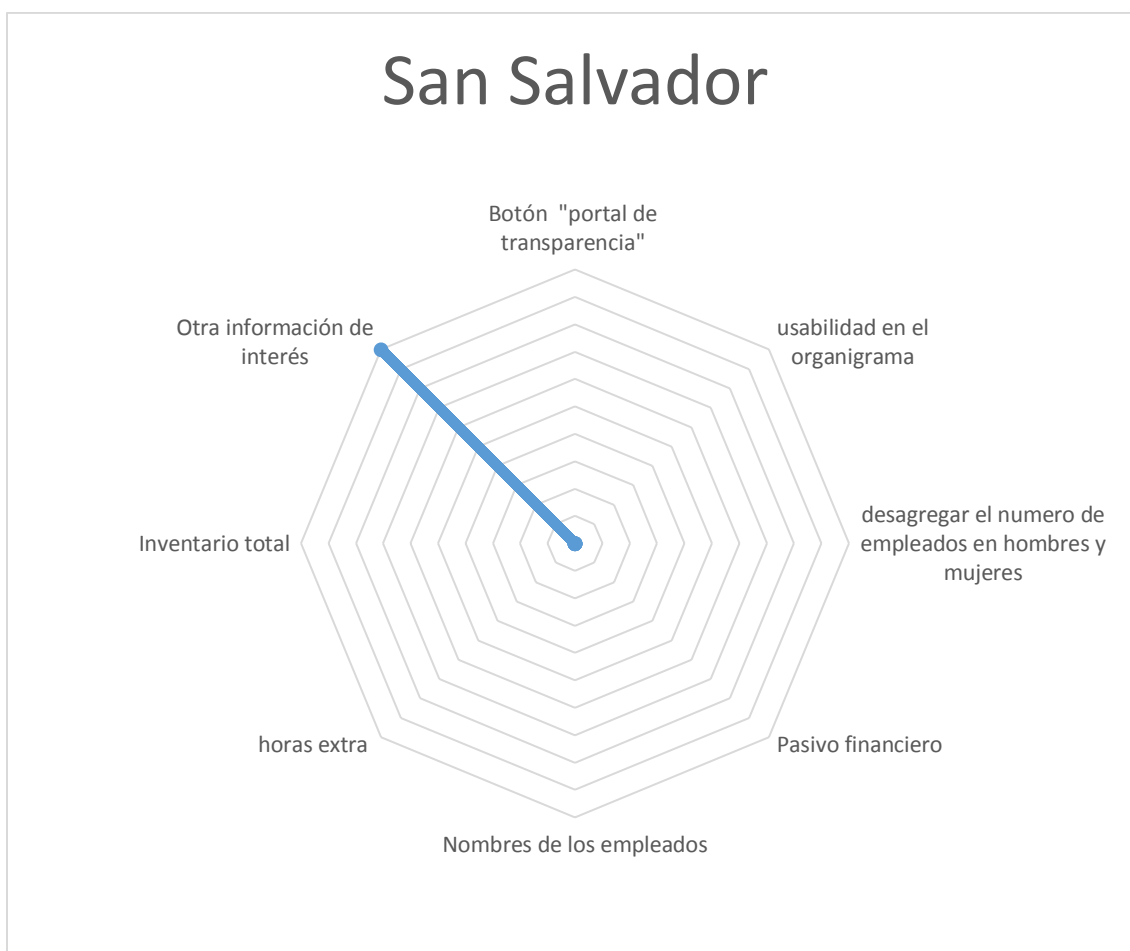 San Salvador
Botón  "portal de
transparencia"
usabilidad en el
organigrama
desagregar el numero de
empleados en hombres y
mujeres
Pasivo financiero
Nombres de los empleados
horas extra
Inventario total
Otra información de
interés